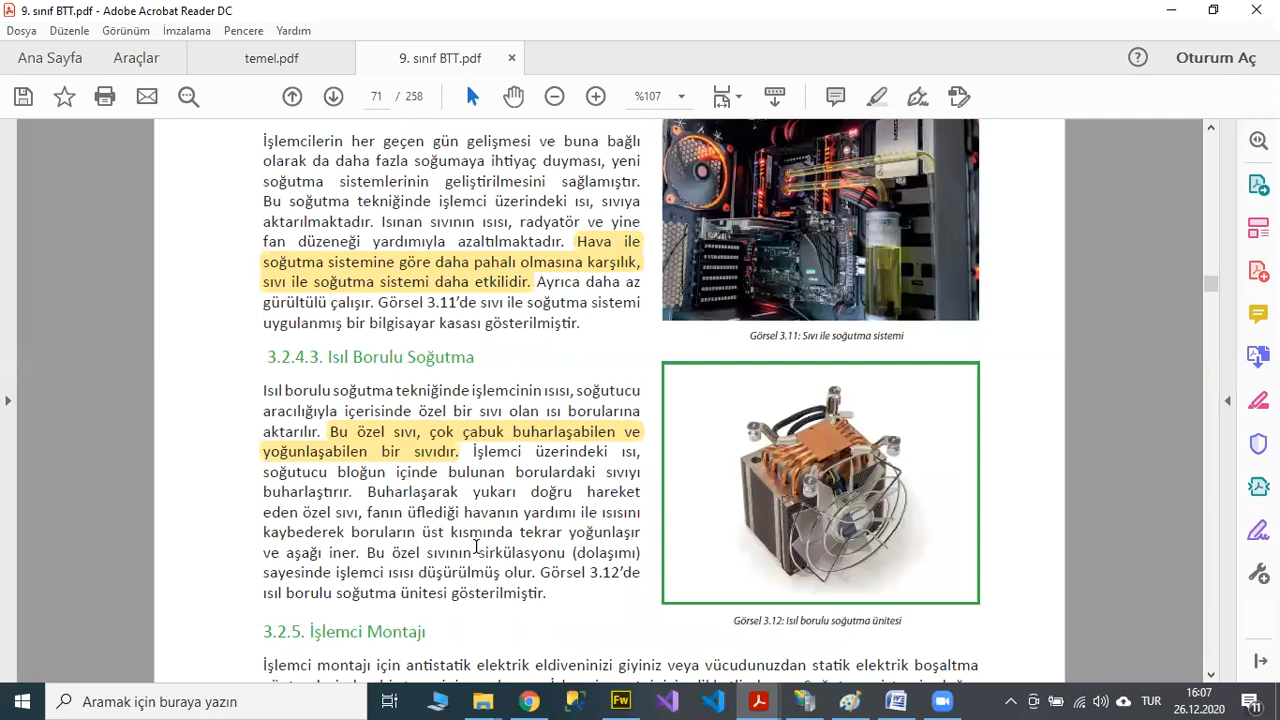 9. sınıf BTT.pdf - Adobe Acrobat Reader DC
Dosya Düzenle Görünüm İmzalama Pencere Yardım
Ana Sayfa Araçlar temel.pdf 9. sınıf BTT.pdf × ? Oturum Aç
71 / 258 %107
İşlemcilerin her geçen gün gelişmesi ve buna bağlı
olarak da daha fazla soğumaya ihtiyaç duyması, yeni
soğutma sistemlerinin geliştirilmesini sağlamıştır.
Bu soğutma tekniğinde işlemci üzerindeki ısı, sıvıya
aktarılmaktadır. Isınan sıvının ısısı, radyatör ve yine
fan düzeneği yardımıyla azaltılmaktadır. Hava ile
soğutma sistemine göre daha pahalı olmasına karşılık,
sıvı ile soğutma sistemi daha etkilidir. Ayrıca daha az
gürültülü çalışır. Görsel 3.11’de sıvı ile soğutma sistemi
uygulanmış bir bilgisayar kasası gösterilmiştir.
Görsel 3.11: Sıvı ile soğutma sistemi
3.2.4.3. Isıl Borulu Soğutma
Isıl borulu soğutma tekniğinde işlemcinin ısısı, soğutucu
aracılığıyla içerisinde özel bir sıvı olan ısı borularına
aktarılır. Bu özel sıvı, çok çabuk buharlaşabilen ve
yoğunlaşabilen bir sıvıdır. İşlemci üzerindeki ısı,
soğutucu bloğun içinde bulunan borulardaki sıvıyı
buharlaştırır. Buharlaşarak yukarı doğru hareket
eden özel sıvı, fanın üflediği havanın yardımı ile ısısını
kaybederek boruların üst kısmında tekrar yoğunlaşır
ve aşağı iner. Bu özel sıvının sirkülasyonu (dolaşımı)
sayesinde işlemci ısısı düşürülmüş olur. Görsel 3.12’de
ısıl borulu soğutma ünitesi gösterilmiştir.
Görsel 3.12: Isıl borulu soğutma ünitesi
3.2.5. İşlemci Montajı
İşlemci montajı için antistatik elektrik eldiveninizi giyiniz veya vücudunuzdan statik elektrik boşaltma
Aramak için buraya yazın
Fw
TUR
16:07
26.12.2020
11